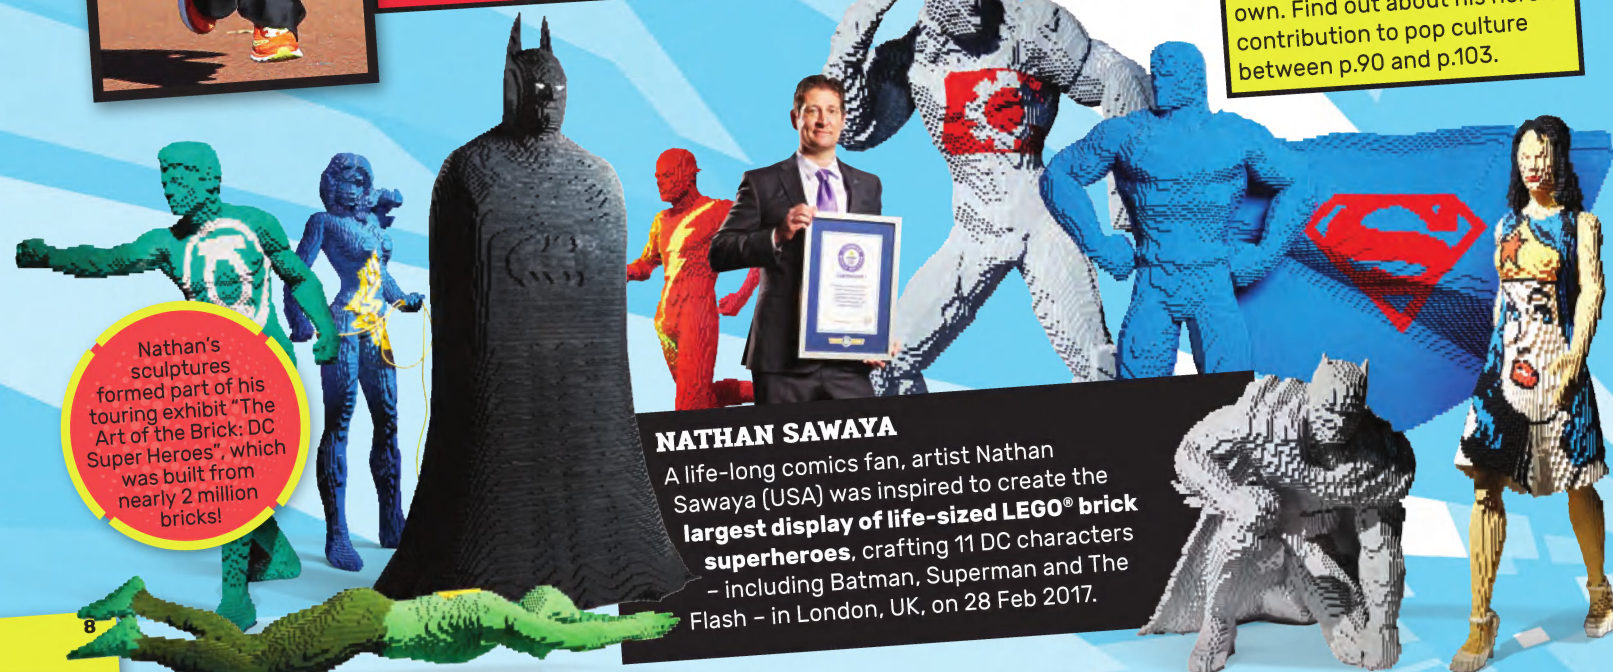 own. Find out about his
contribution to pop culture
between p.90 and p.103.
Nathan's
sculptures
formed part of his
touring exhibit "The
Art of the Brick: DC
Super Heroes", which
was built from
nearly 2 million
bricks!
NATHAN SAWAYA
A life-long comics fan, artist Nathan
Sawaya (USA) was inspired to create the
largest display of life-sized LEGO® brick
superheroes, crafting 11 DC characters
– including Batman, Superman and The
Flash – in London, UK, on 28 Feb 2017.
8